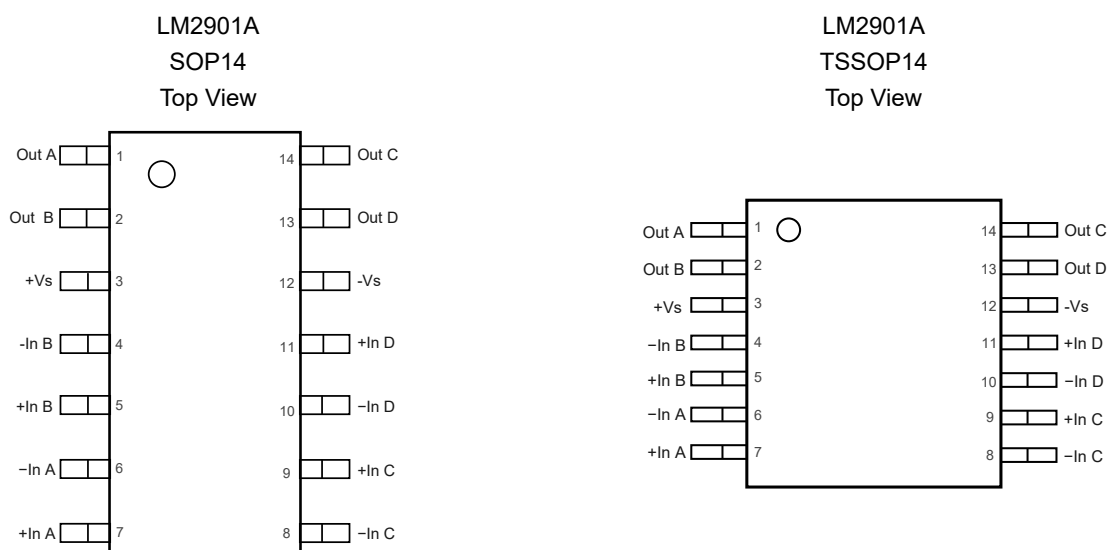 LM2901A
SOP14
Top View
Out A 1 14 Out C
Out B 2 13 Out D
+Vs 3 12 -Vs
-In B 4 11 +In D
+In B 5 10 −In D
−In A 6 9 +In C
+In A 7 8 −In C
LM2901A
TSSOP14
Top View
Out A 1 14 Out C
Out B 2 13 Out D
+Vs 3 12 -Vs
−In B 4 11 +In D
+In B 5 10 −In D
−In A 6 9 +In C
+In A 7 8 −In C